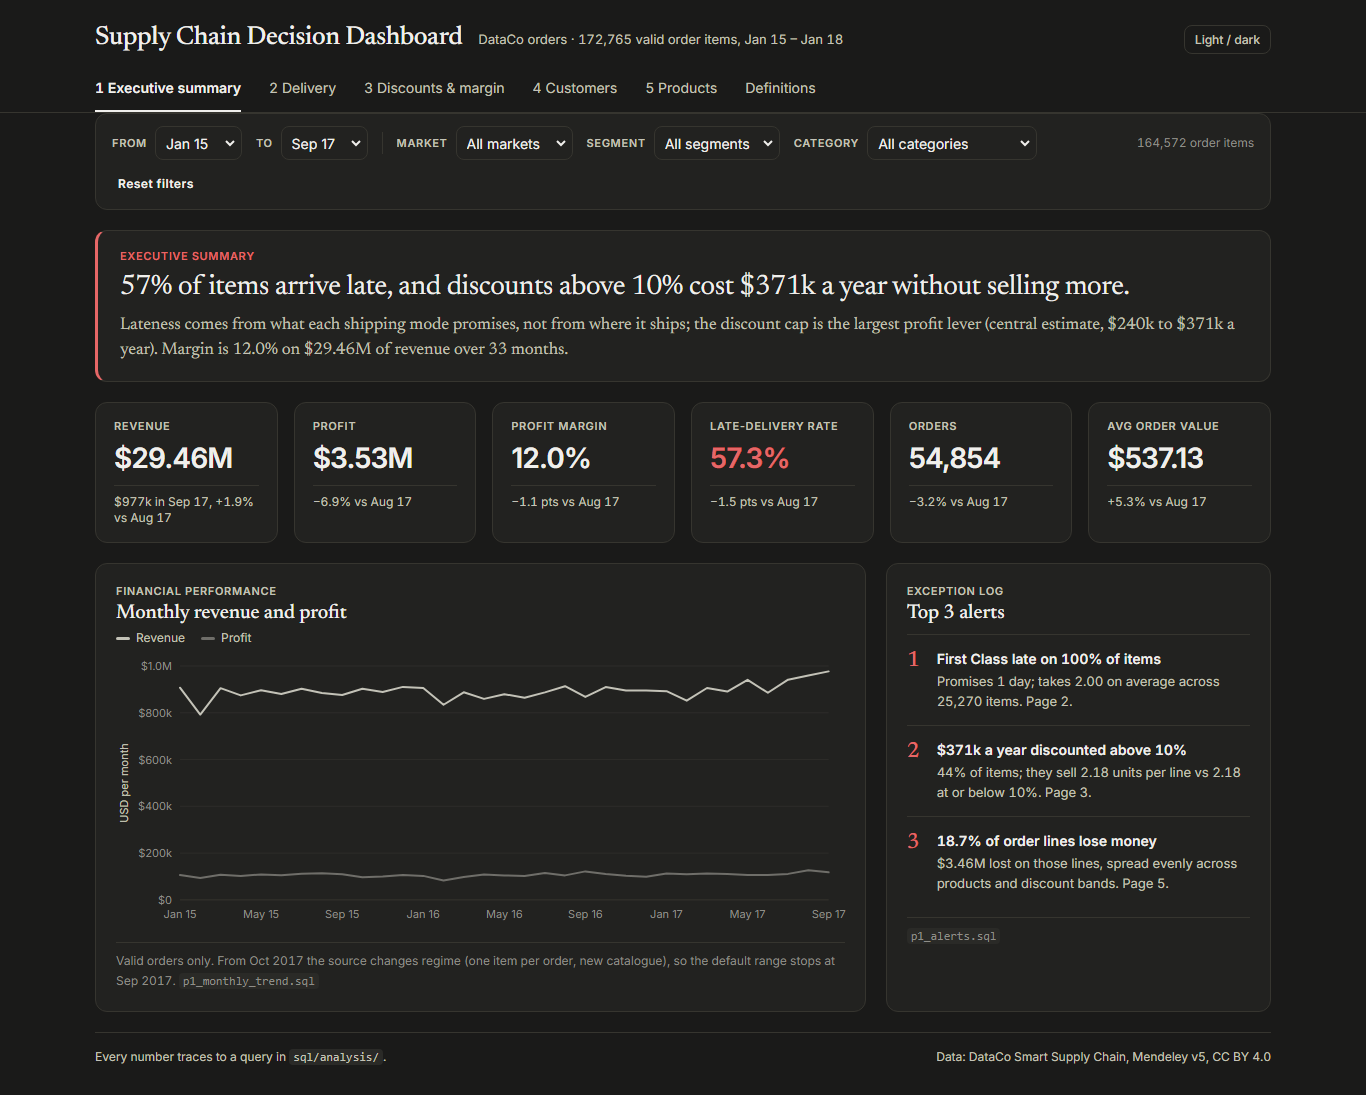 Supply Chain Decision Dashboard
DataCo orders · 172,765 valid order items, Jan 15 – Jan 18
Light / dark
1 Executive summary
2 Delivery
3 Discounts & margin
4 Customers
5 Products
Definitions
FROM
Jan 15
TO
Sep 17
MARKET
All markets
SEGMENT
All segments
CATEGORY
All categories
164,572 order items
Reset filters
EXECUTIVE SUMMARY
57% of items arrive late, and discounts above 10% cost $371k a year without selling more.
Lateness comes from what each shipping mode promises, not from where it ships; the discount cap is the largest profit lever (central estimate, $240k to $371k a
year). Margin is 12.0% on $29.46M of revenue over 33 months.
REVENUE
$29.46M
$977k in Sep 17, +1.9%
vs Aug 17
PROFIT
$3.53M
−6.9% vs Aug 17
PROFIT MARGIN
12.0%
−1.1 pts vs Aug 17
LATE-DELIVERY RATE
57.3%
−1.5 pts vs Aug 17
ORDERS
54,854
−3.2% vs Aug 17
AVG ORDER VALUE
$537.13
+5.3% vs Aug 17
FINANCIAL PERFORMANCE
Monthly revenue and profit
Revenue
Profit
USD per month
$1.0M
$800k
$600k
$400k
$200k
$0
Jan 15
May 15
Sep 15
Jan 16
May 16
Sep 16
Jan 17
May 17
Sep 17
Valid orders only. From Oct 2017 the source changes regime (one item per order, new catalogue), so the default range stops at
Sep 2017. p1_monthly_trend.sql
EXCEPTION LOG
Top 3 alerts
1
First Class late on 100% of items
Promises 1 day; takes 2.00 on average across
25,270 items. Page 2.
2
$371k a year discounted above 10%
44% of items; they sell 2.18 units per line vs 2.18
at or below 10%. Page 3.
3
18.7% of order lines lose money
$3.46M lost on those lines, spread evenly across
products and discount bands. Page 5.
p1_alerts.sql
Every number traces to a query in sql/analysis/.
Data: DataCo Smart Supply Chain, Mendeley v5, CC BY 4.0